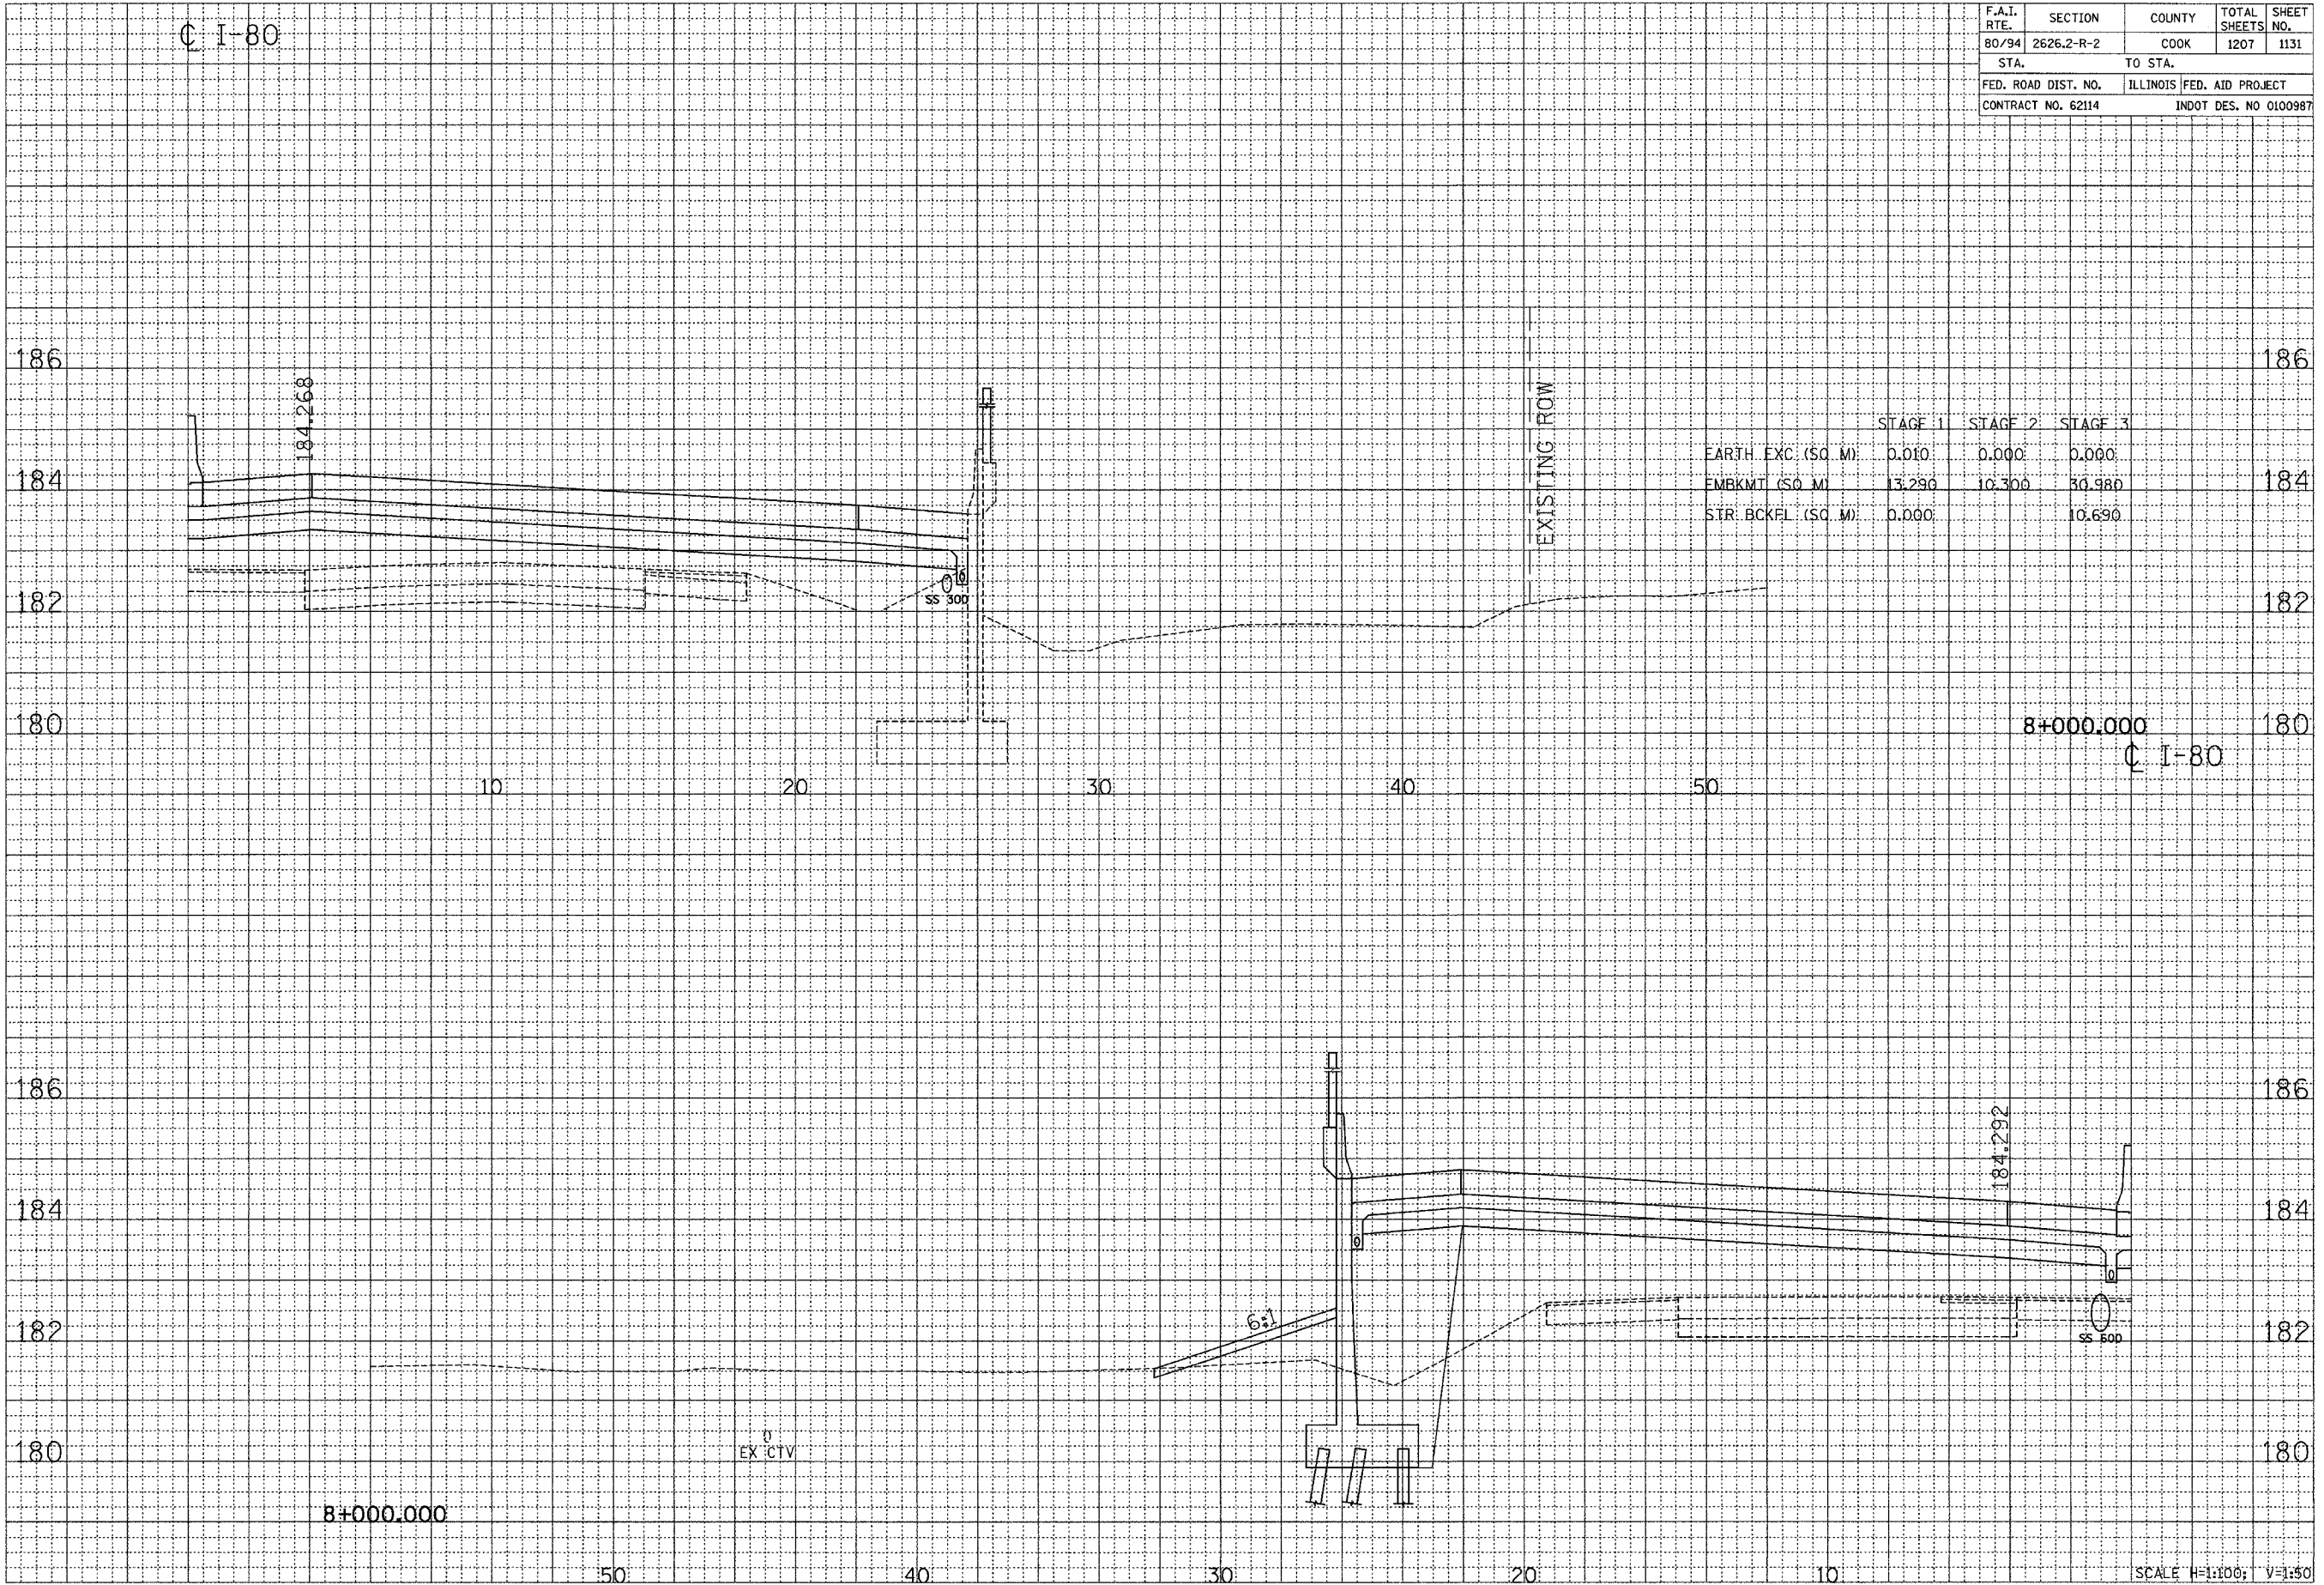 F.A.I. RTE. SECTION COUNTY TOTAL SHEETS SHEET NO.
80/94 2626.2-R-2 COOK 1207 1131
STA. TO STA.
FED. ROAD DIST. NO. ILLINOIS FED. AID PROJECT
CONTRACT NO. 62114 INDOT DES. NO 0100987
℄ I-80
186 186
184.268
EXISTING ROW
STAGE 1 STAGE 2 STAGE 3
EARTH EXC (SQ M) 0.010 0.000 0.000
184 EMBKMT (SQ M) 13.290 10.300 30.980 184
STR BCKFL (SQ M) 0.000 10.690
SS 300
182 182
180 8+000.000 180
℄ I-80
10 20 30 40 50
186 186
184.292
184 184
6:1
182 SS 600 182
0
180 EX CTV 180
8+000.000
50 40 30 20 10 SCALE H=1:100; V=1:50